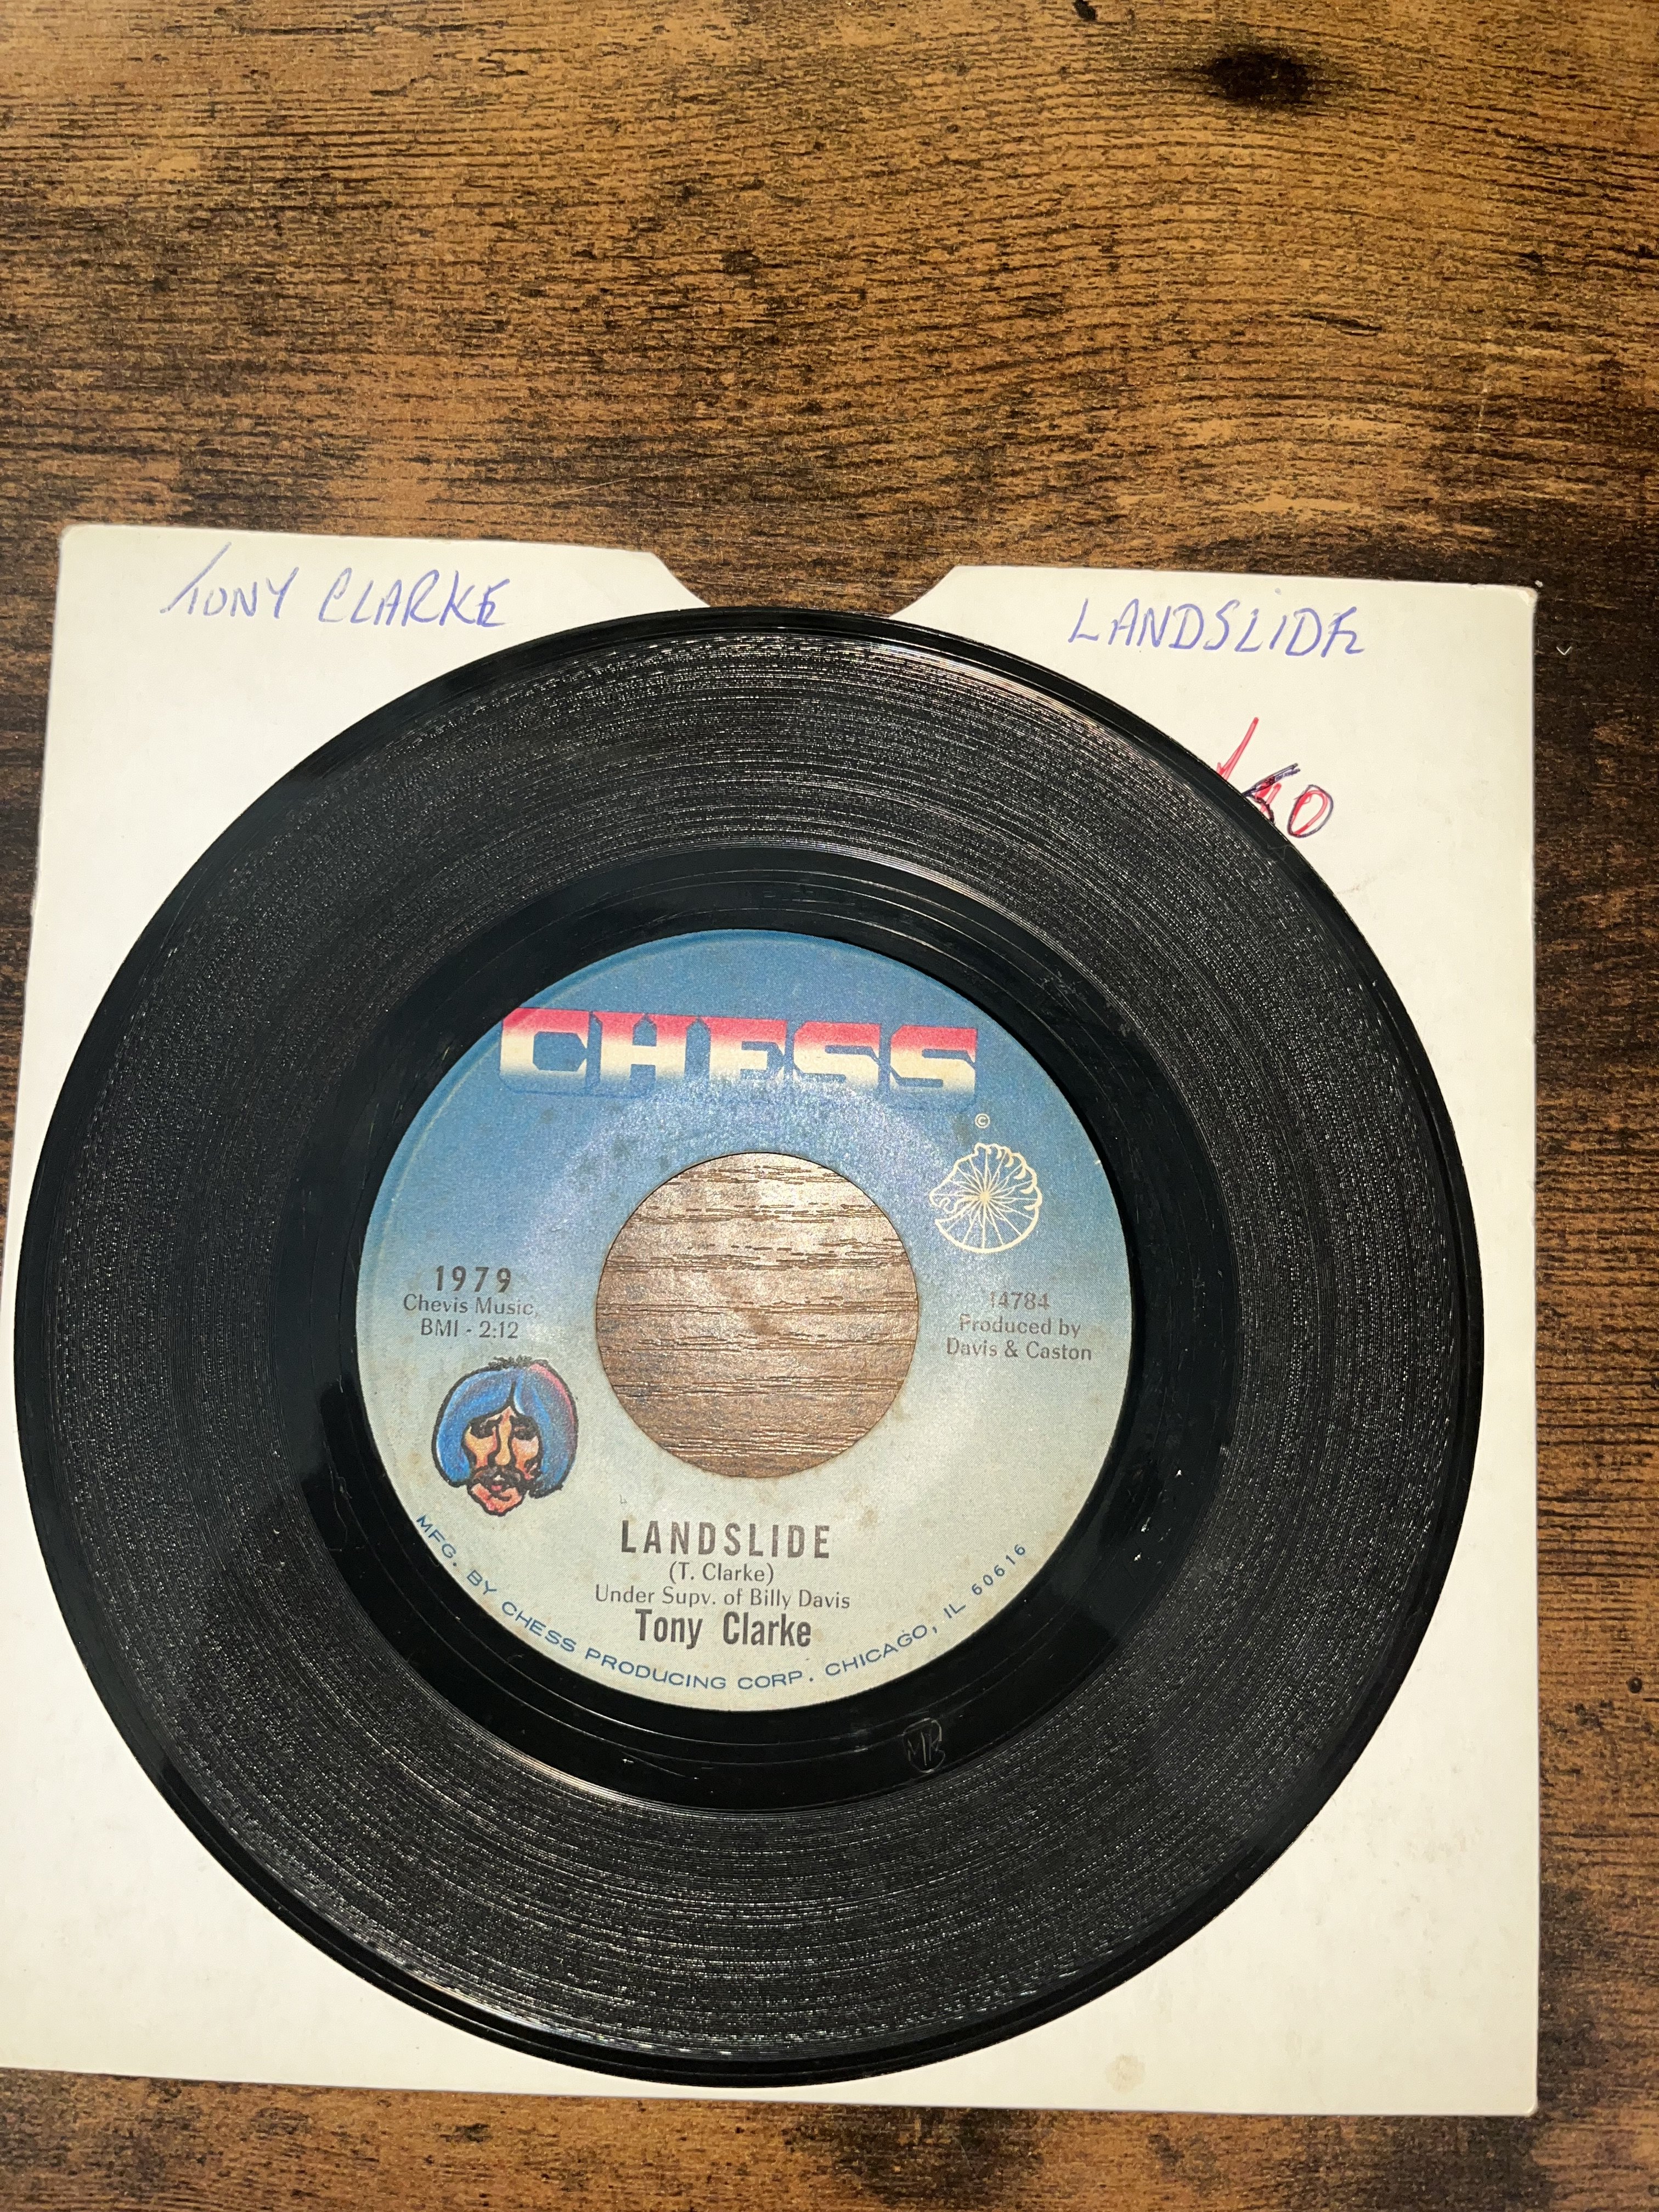 TONY CLARKE LANDSLIDE
CHESS
©
1979
Chevis Music,
BMI - 2:12
14784
Produced by
Davis & Caston
LANDSLIDE
(T. Clarke)
Under Supv. of Billy Davis
Tony Clarke
MFG. BY CHESS PRODUCING CORP. CHICAGO, IL 60616